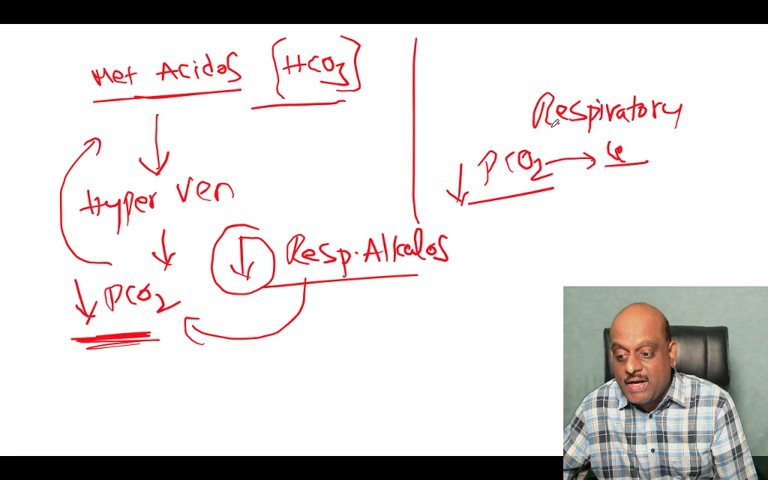 Met Acidos [HCO3]
Hyper Ven
↓ Resp. Alkalos
↓ PCO2
Respiratory
↓ PCO2 →